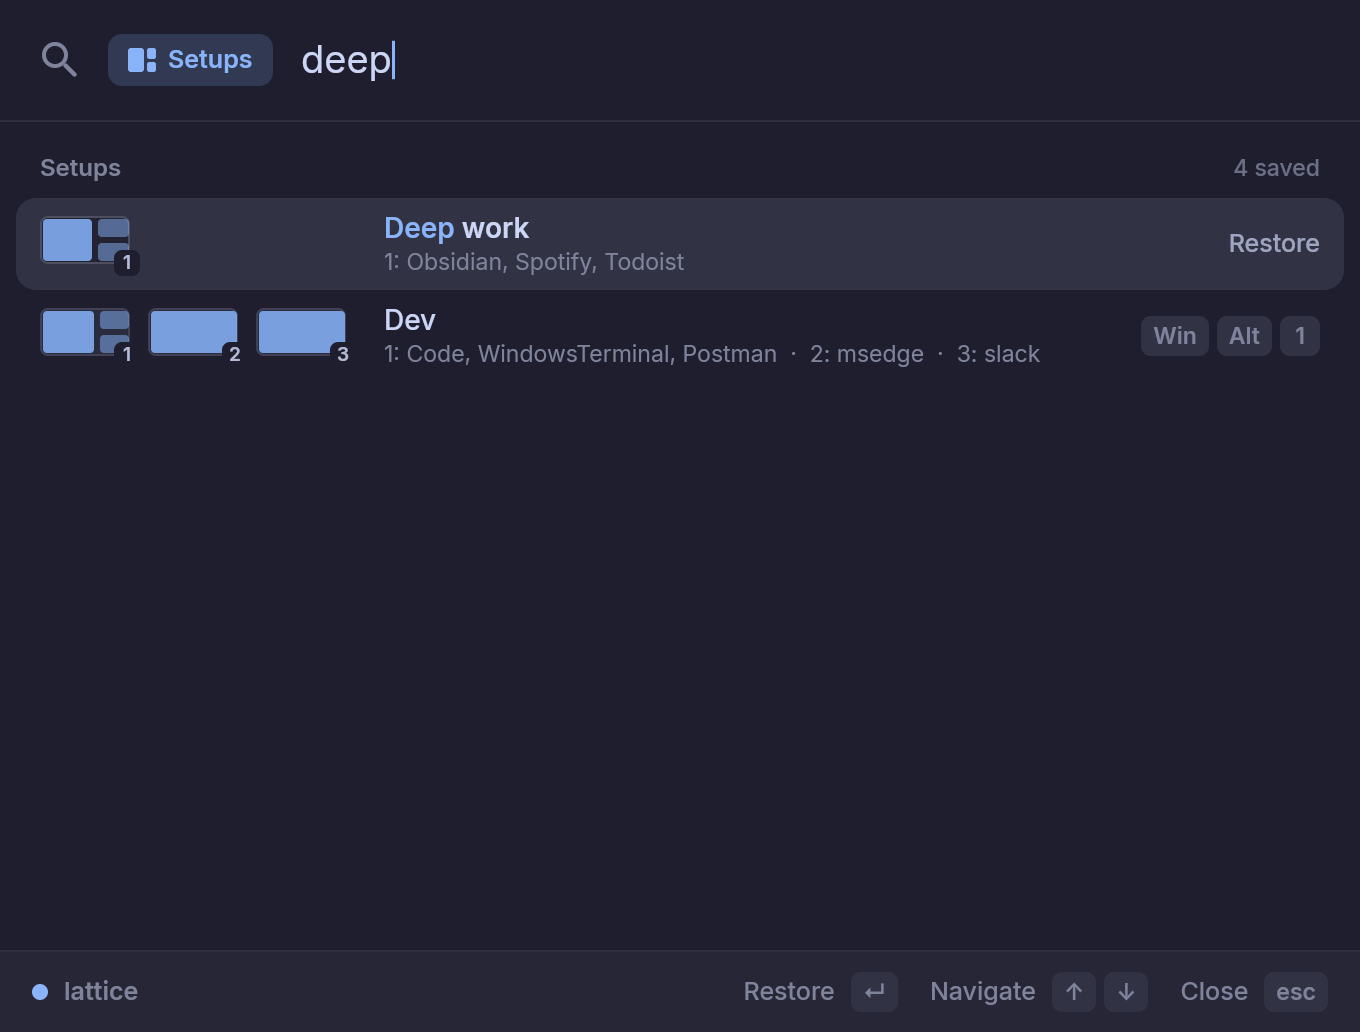 Setups deep
Setups 4 saved
1 Deep work Restore
1: Obsidian, Spotify, Todoist
1 2 3 Dev Win Alt 1
1: Code, WindowsTerminal, Postman · 2: msedge · 3: slack
lattice Restore ↵ Navigate ↑ ↓ Close esc